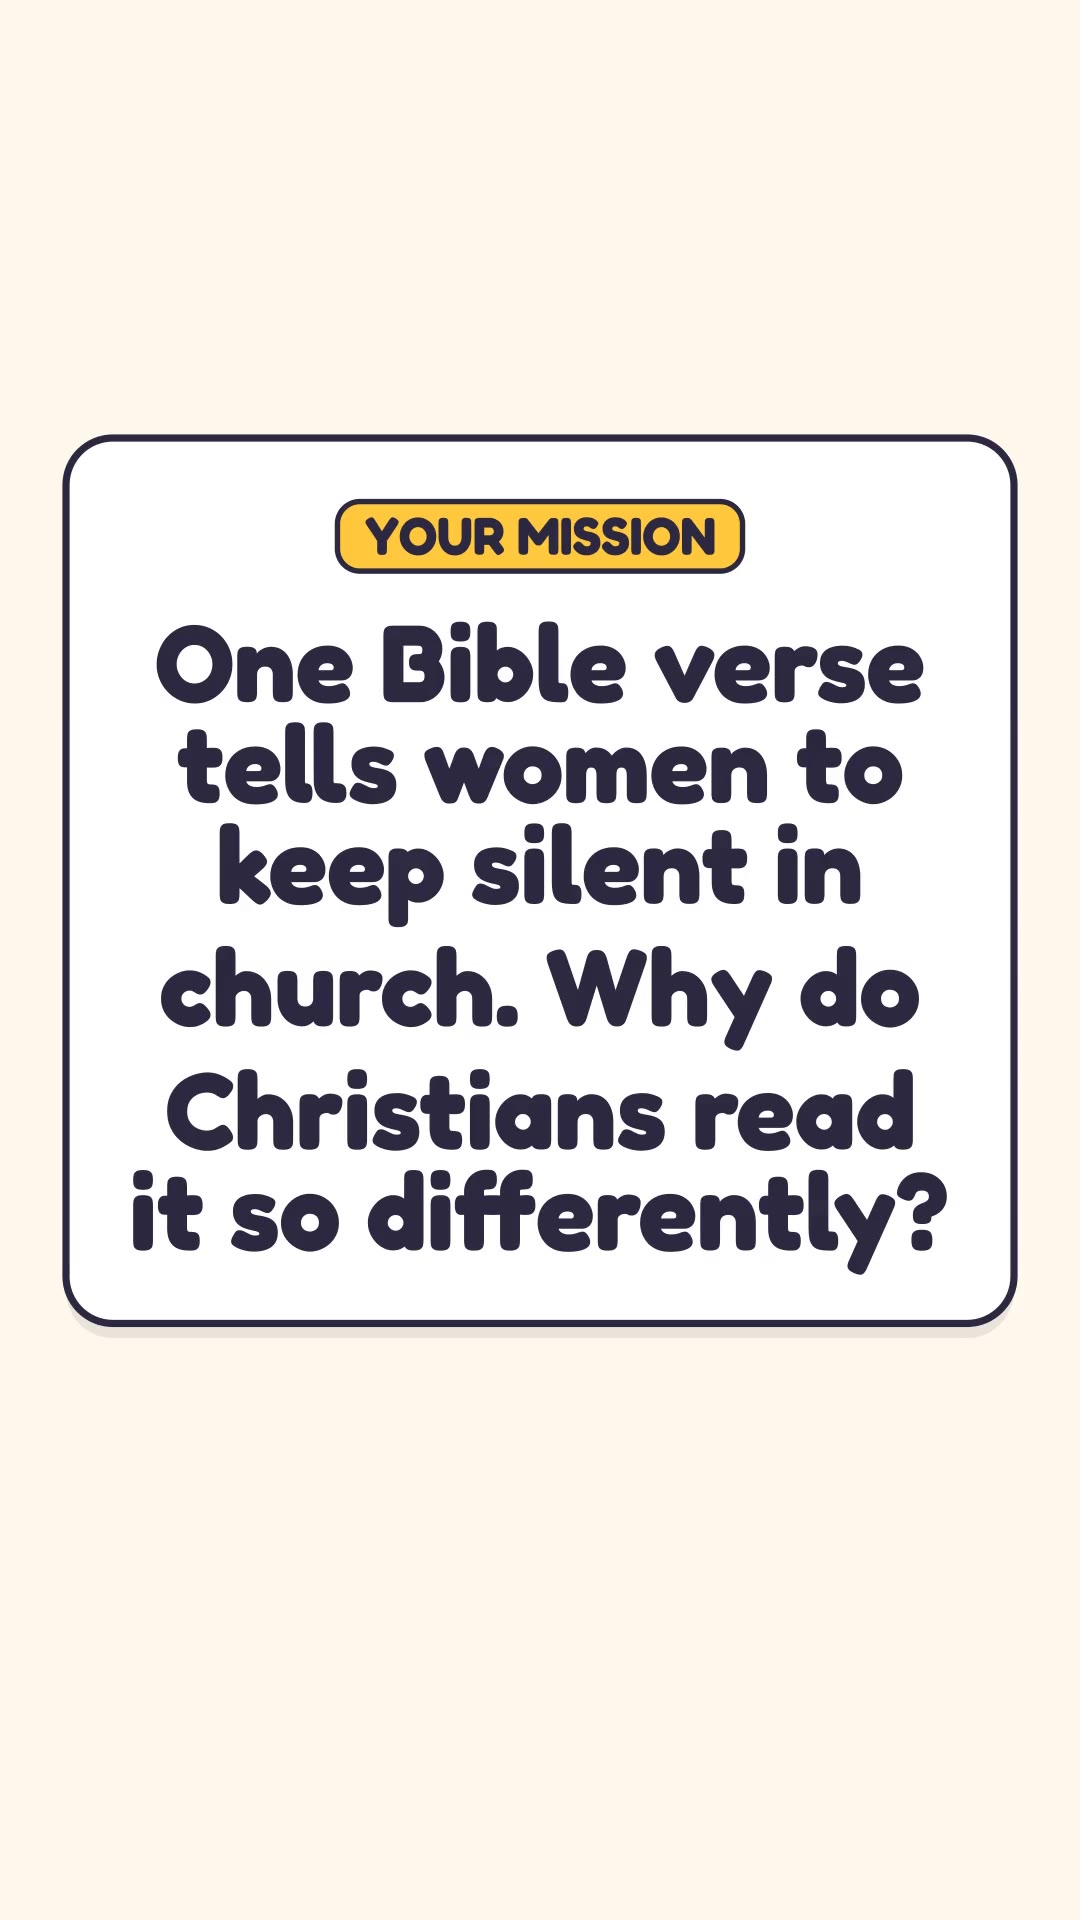 YOUR MISSION
One Bible verse
tells women to
keep silent in
church. Why do
Christians read
it so differently?